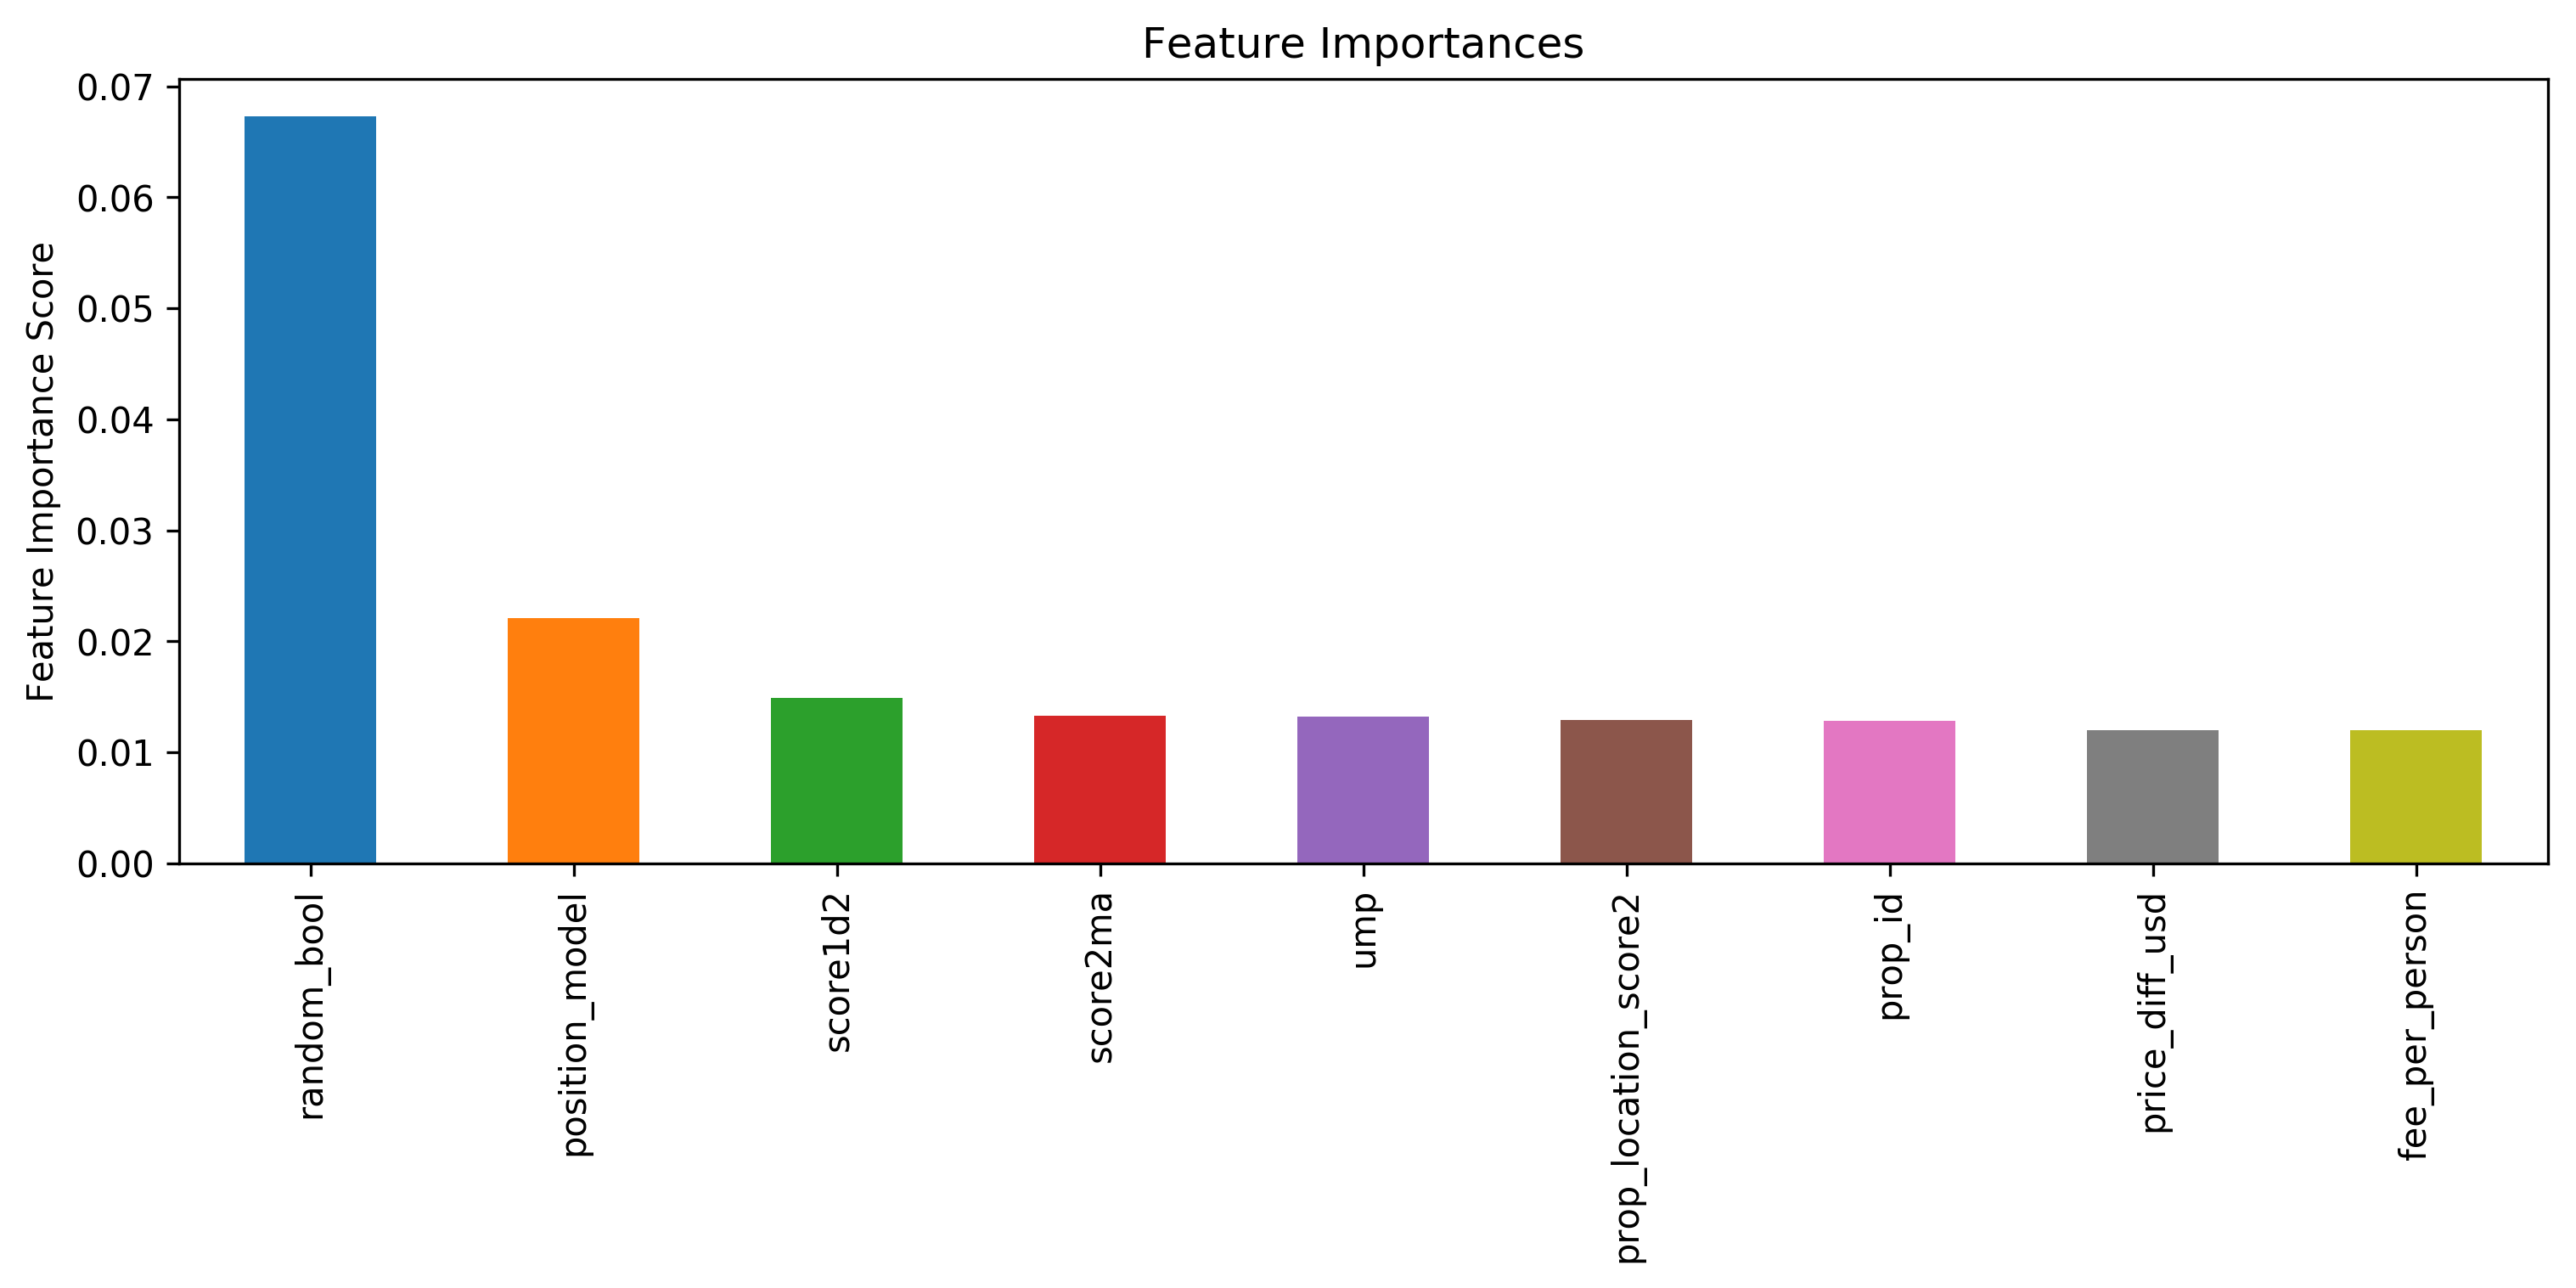 Feature Importances
Feature Importance Score
0.07
0.06
0.05
0.04
0.03
0.02
0.01
0.00
random_bool
position_model
score1d2
score2ma
ump
prop_location_score2
prop_id
price_diff_usd
fee_per_person